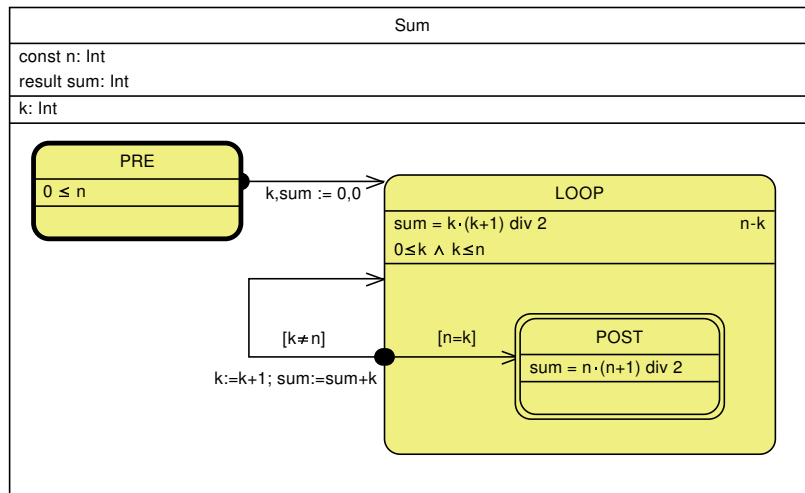 Sum
const n: Int
result sum: Int
k: Int
PRE
0 ≤ n
k,sum := 0,0
LOOP
sum = k·(k+1) div 2 n-k
0≤k ∧ k≤n
[k≠n]
[n=k]
k:=k+1; sum:=sum+k
POST
sum = n·(n+1) div 2